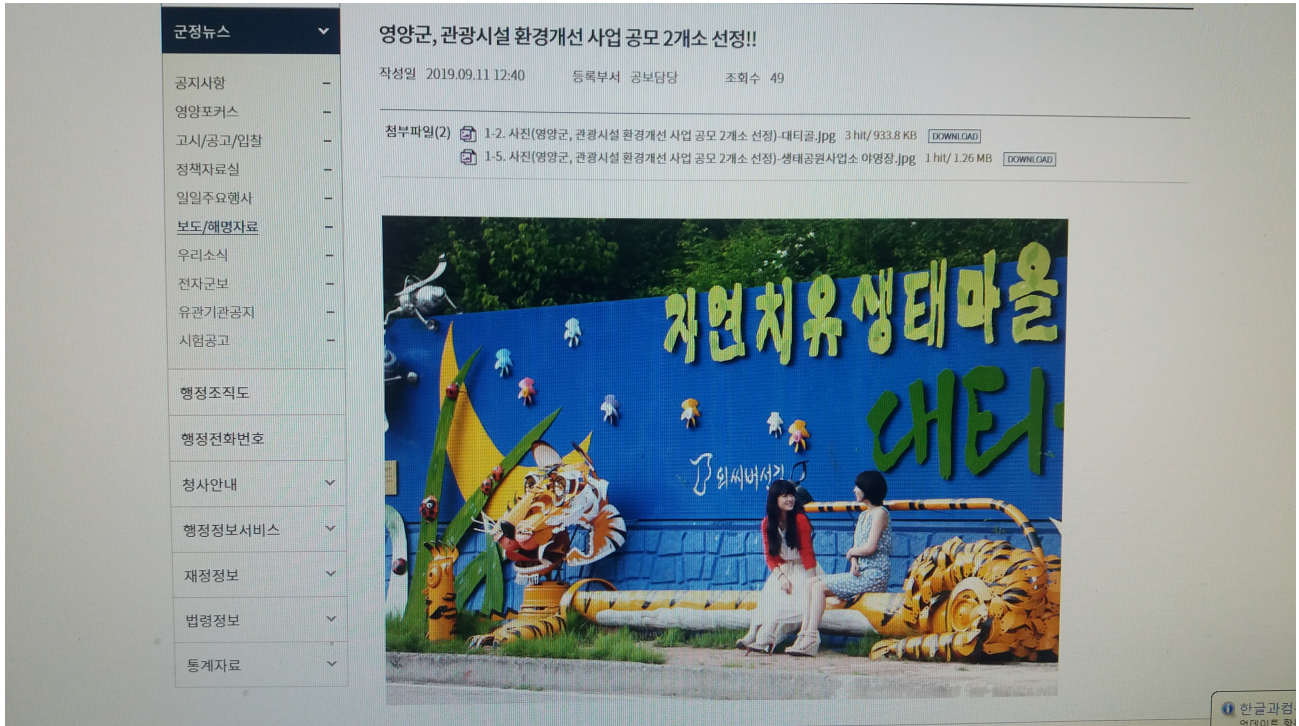 군정뉴스
공지사항
영양포커스
고시/공고/입찰
정책자료실
일일주요행사
보도/해명자료
우리소식
전자군보
유관기관공지
시험공고
행정조직도
행정전화번호
청사안내
행정정보서비스
재정정보
법령정보
통계자료
영양군, 관광시설 환경개선 사업 공모 2개소 선정!!
작성일 2019.09.11 12:40 등록부서 공보담당 조회수 49
첨부파일(2) 1-2. 사진(영양군, 관광시설 환경개선 사업 공모 2개소 선정)-대티골.jpg 3 hit/ 933.8 KB DOWNLOAD
1-5. 사진(영양군, 관광시설 환경개선 사업 공모 2개소 선정)-생태공원사업소 야영장.jpg 1 hit/ 1.26 MB DOWNLOAD
자연치유생태마을
대티
외씨버선길
한글과컴